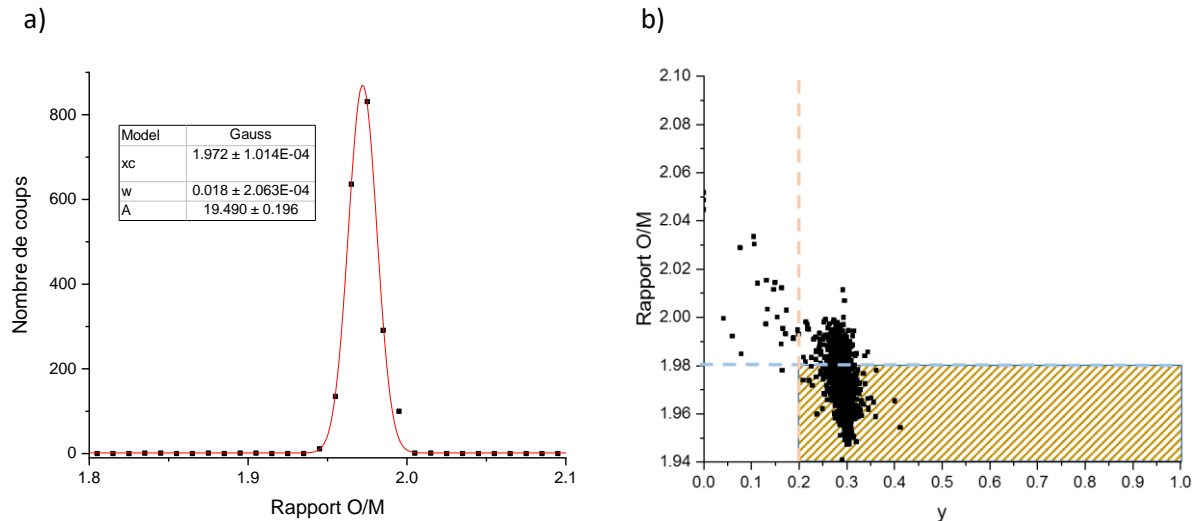 a)
800
600
400
200
0
Nombre de coups
Model Gauss
xc 1.972 ± 1.014E-04
w 0.018 ± 2.063E-04
A 19.490 ± 0.196
1.8 1.9 2.0 2.1
Rapport O/M
b)
2.10
2.08
2.06
2.04
2.02
2.00
1.98
1.96
1.94
Rapport O/M
0.0 0.1 0.2 0.3 0.4 0.5 0.6 0.7 0.8 0.9 1.0
y